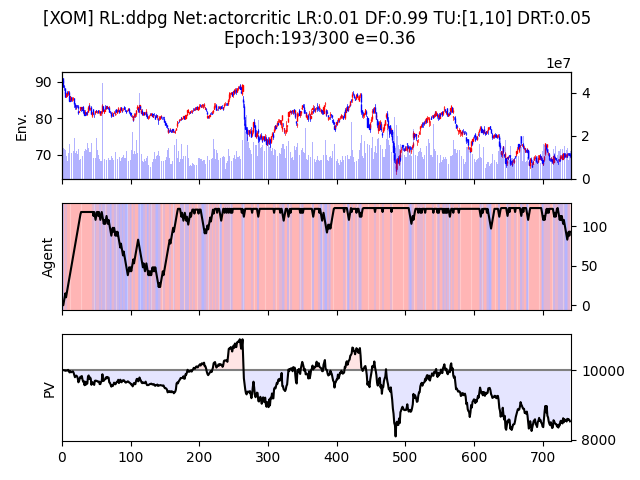 [XOM] RL:ddpg Net:actorcritic LR:0.01 DF:0.99 TU:[1,10] DRT:0.05
Epoch:193/300 e=0.36
1e7
90
80
70
Env.
4
2
0
Agent
100
50
0
PV
10000
8000
0 100 200 300 400 500 600 700